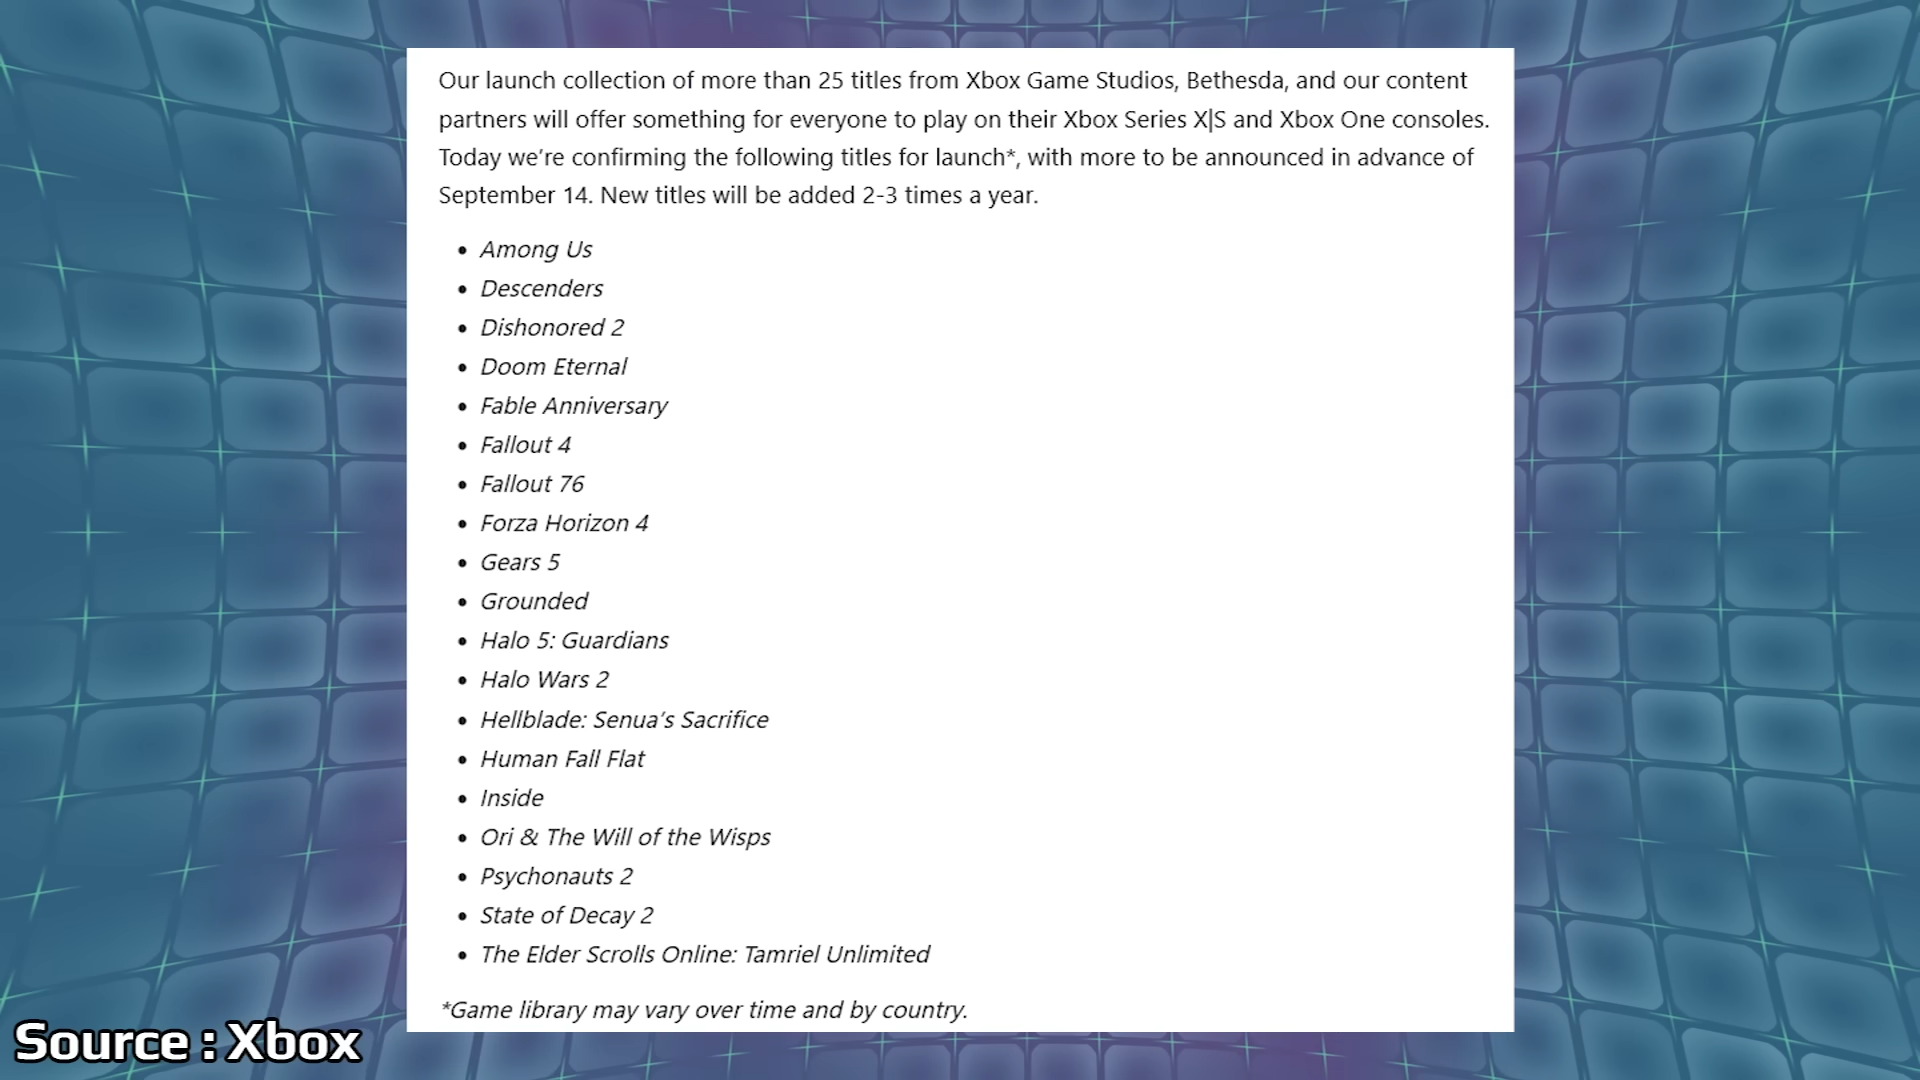 Our launch collection of more than 25 titles from Xbox Game Studios, Bethesda, and our content
partners will offer something for everyone to play on their Xbox Series X|S and Xbox One consoles.
Today we’re confirming the following titles for launch*, with more to be announced in advance of
September 14. New titles will be added 2-3 times a year.
• Among Us
• Descenders
• Dishonored 2
• Doom Eternal
• Fable Anniversary
• Fallout 4
• Fallout 76
• Forza Horizon 4
• Gears 5
• Grounded
• Halo 5: Guardians
• Halo Wars 2
• Hellblade: Senua’s Sacrifice
• Human Fall Flat
• Inside
• Ori & The Will of the Wisps
• Psychonauts 2
• State of Decay 2
• The Elder Scrolls Online: Tamriel Unlimited
*Game library may vary over time and by country.
Source : Xbox